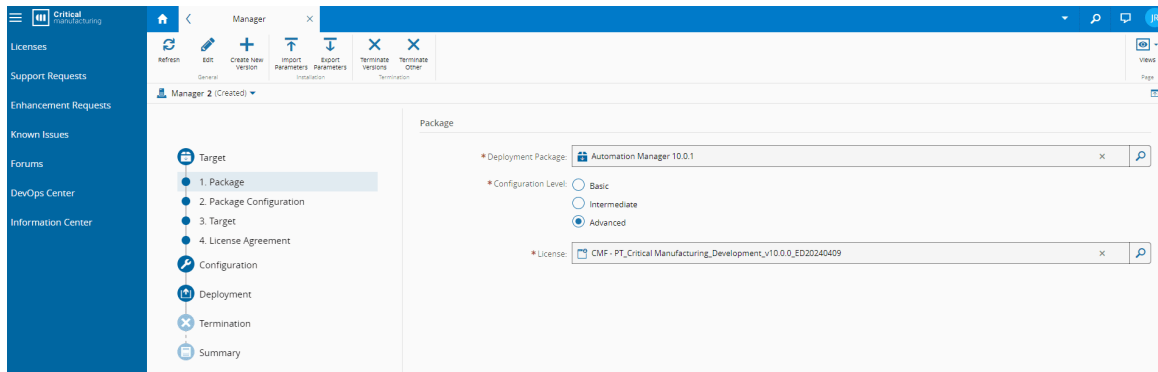 Critical
manufacturing
Manager
JR
Licenses
Support Requests
Enhancement Requests
Known Issues
Forums
DevOps Center
Information Center
Refresh
Edit
Create New
Version
Import
Parameters
Export
Parameters
Terminate
Versions
Terminate
Other
Views
General
Installation
Termination
Page
Manager 2 (Created)
Target
1. Package
2. Package Configuration
3. Target
4. License Agreement
Configuration
Deployment
Termination
Summary
Package
*Deployment Package: Automation Manager 10.0.1
*Configuration Level: Basic
Intermediate
Advanced
*License: CMF - PT_Critical Manufacturing_Development_v10.0.0_ED20240409